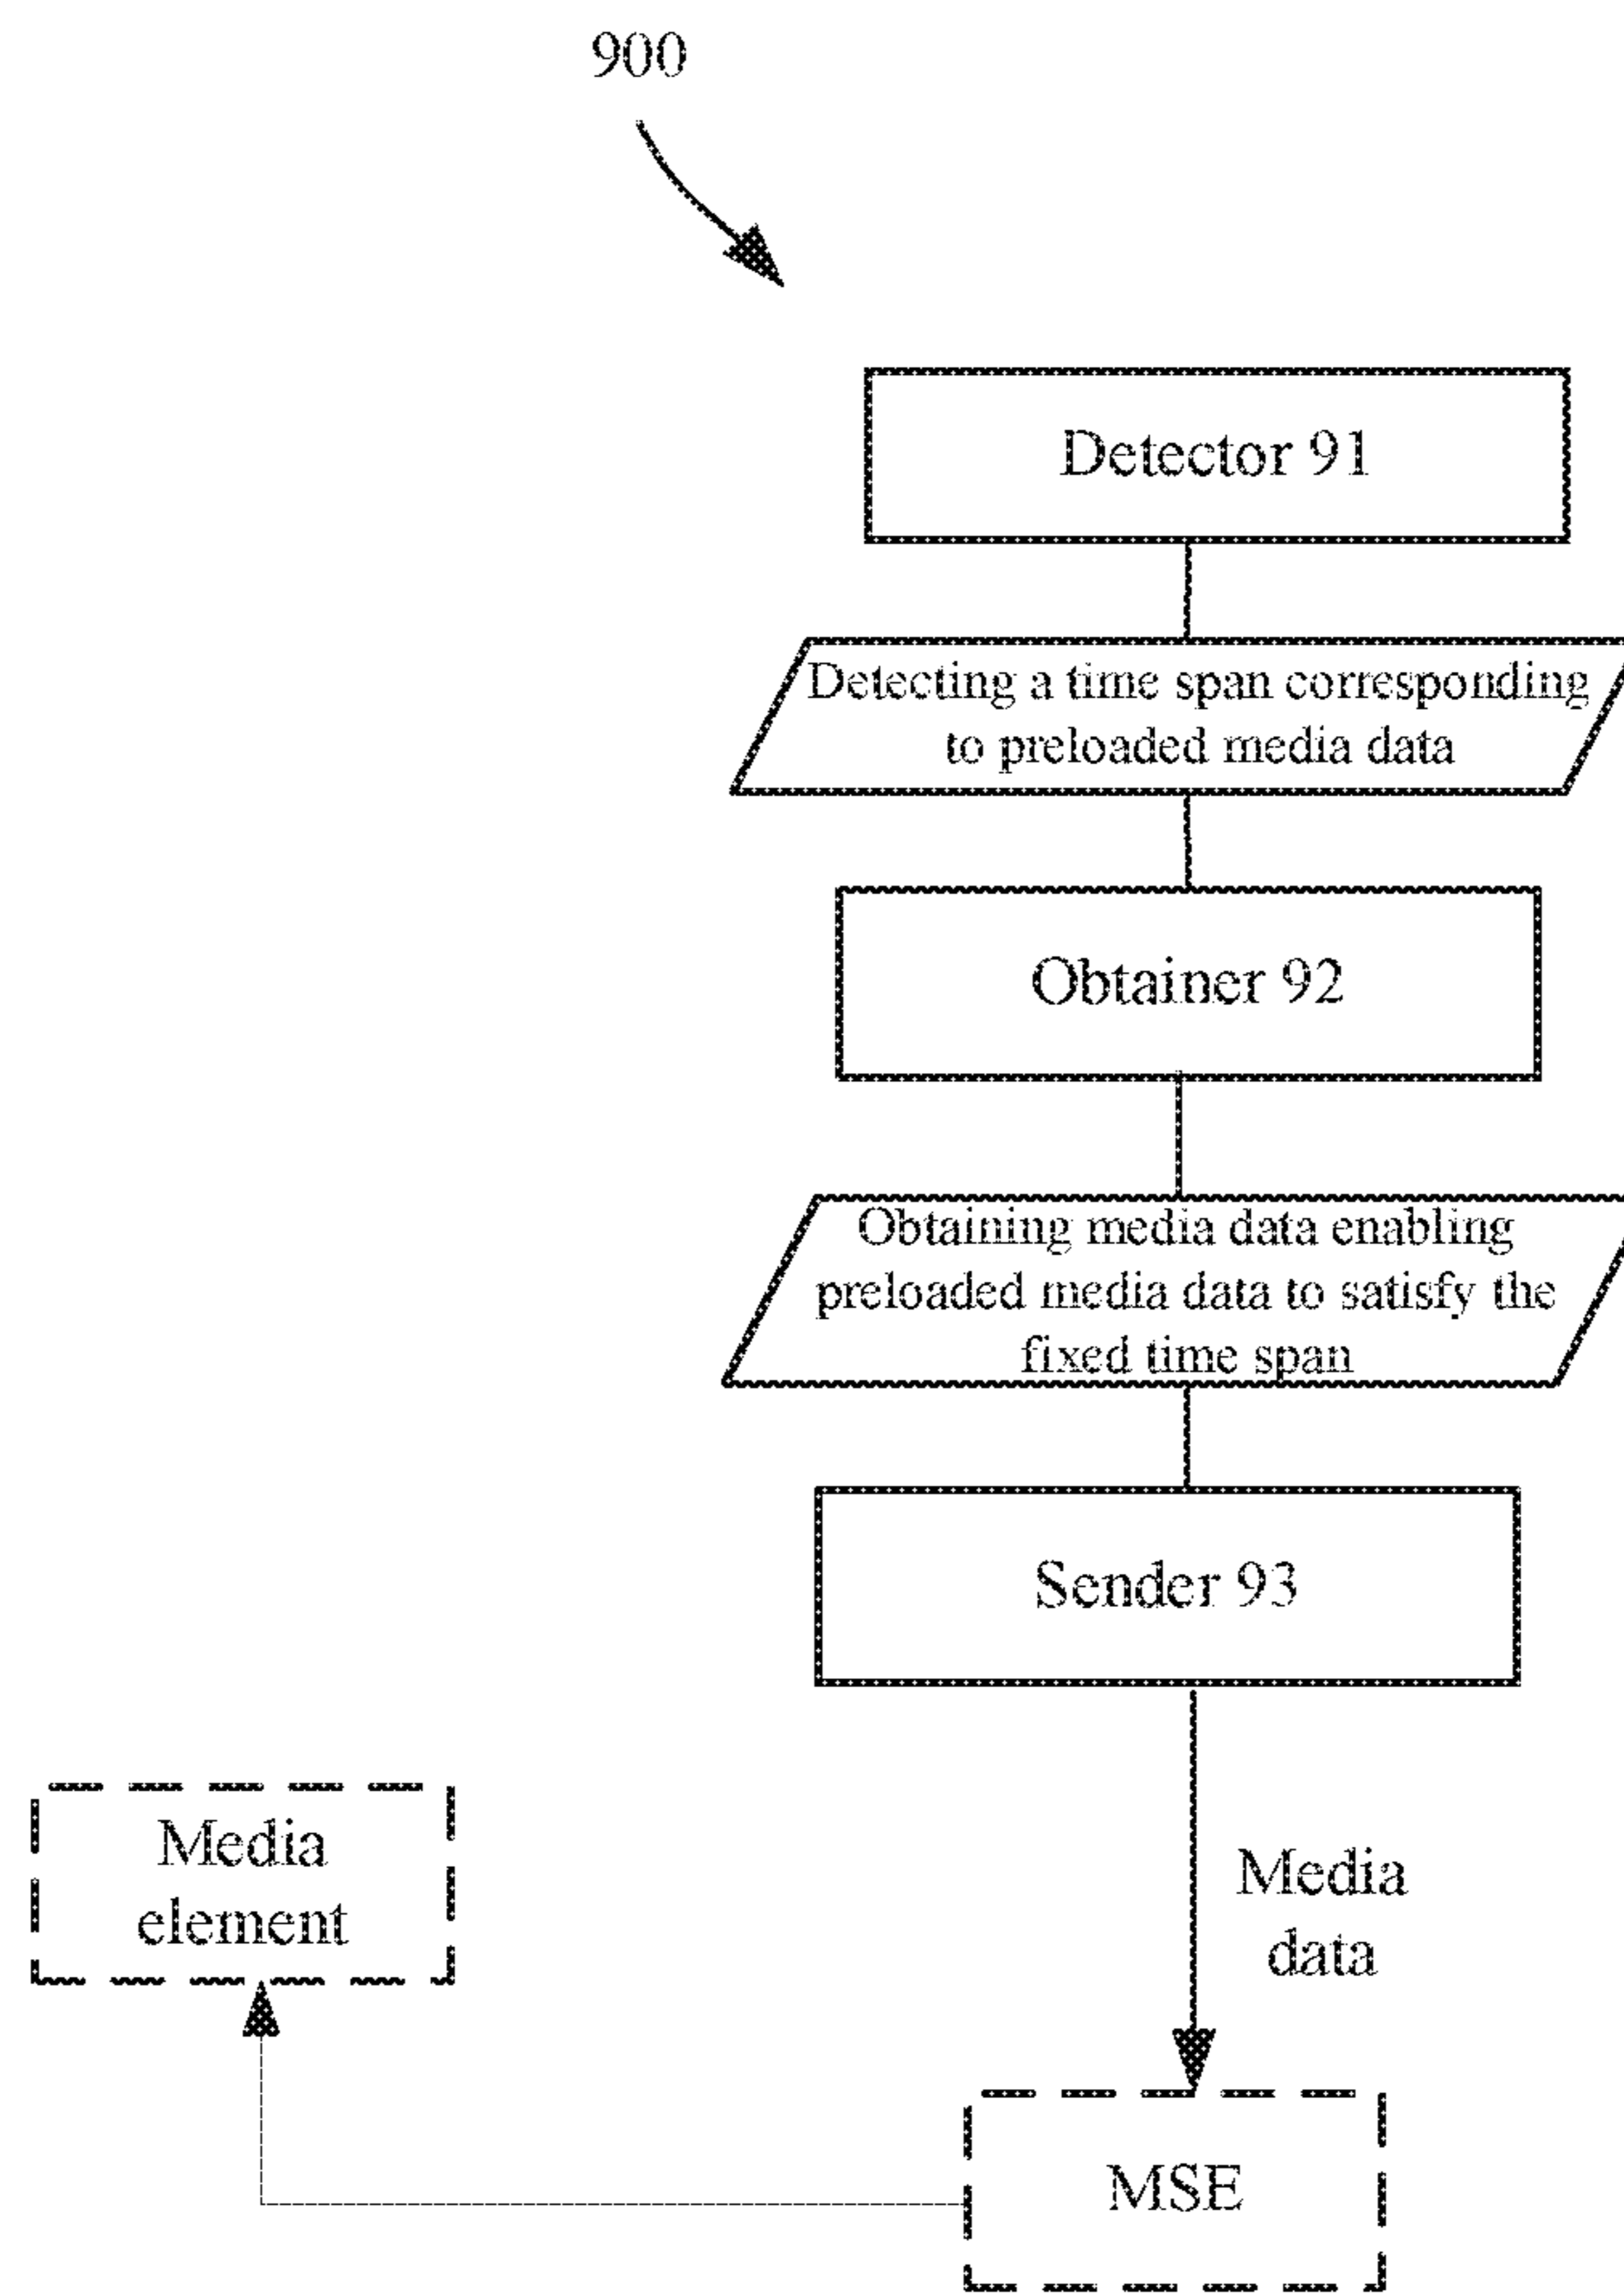 900
Detector 91
Detecting a time span corresponding
to preloaded media data
Obtainer 92
Obtaining media data enabling
preloaded media data to satisfy the
fixed time span
Sender 93
Media
element
Media
data
MSE